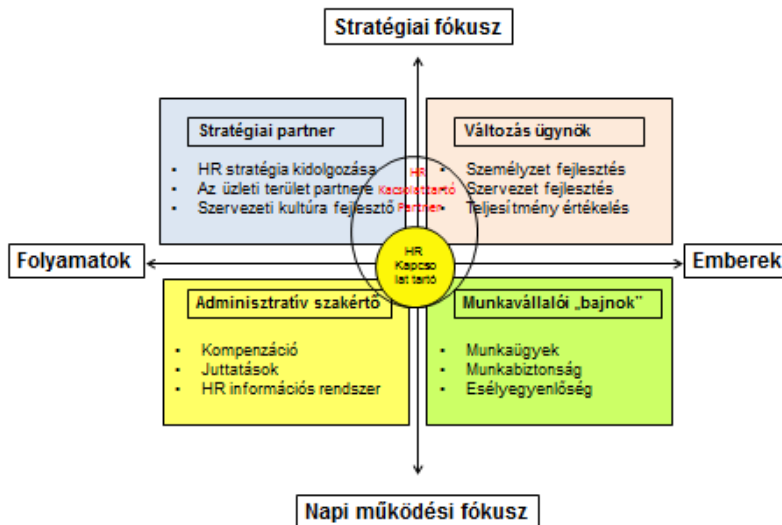 Stratégiai fókusz
Stratégiai partner
• HR stratégia kidolgozása
• Az üzleti terület partnere
• Szervezeti kultúra fejlesztő
Változás ügynök
• Személyzet fejlesztés
• Szervezet fejlesztés
• Teljesítmény értékelés
HR
Kacsolattartó
Partner
Folyamatok
HR
Kapcso
lat tartó
Emberek
Adminisztratív szakértő
• Kompenzáció
• Juttatások
• HR információs rendszer
Munkavállalói „bajnok”
• Munkaügyek
• Munkabiztonság
• Esélyegyenlőség
Napi működési fókusz